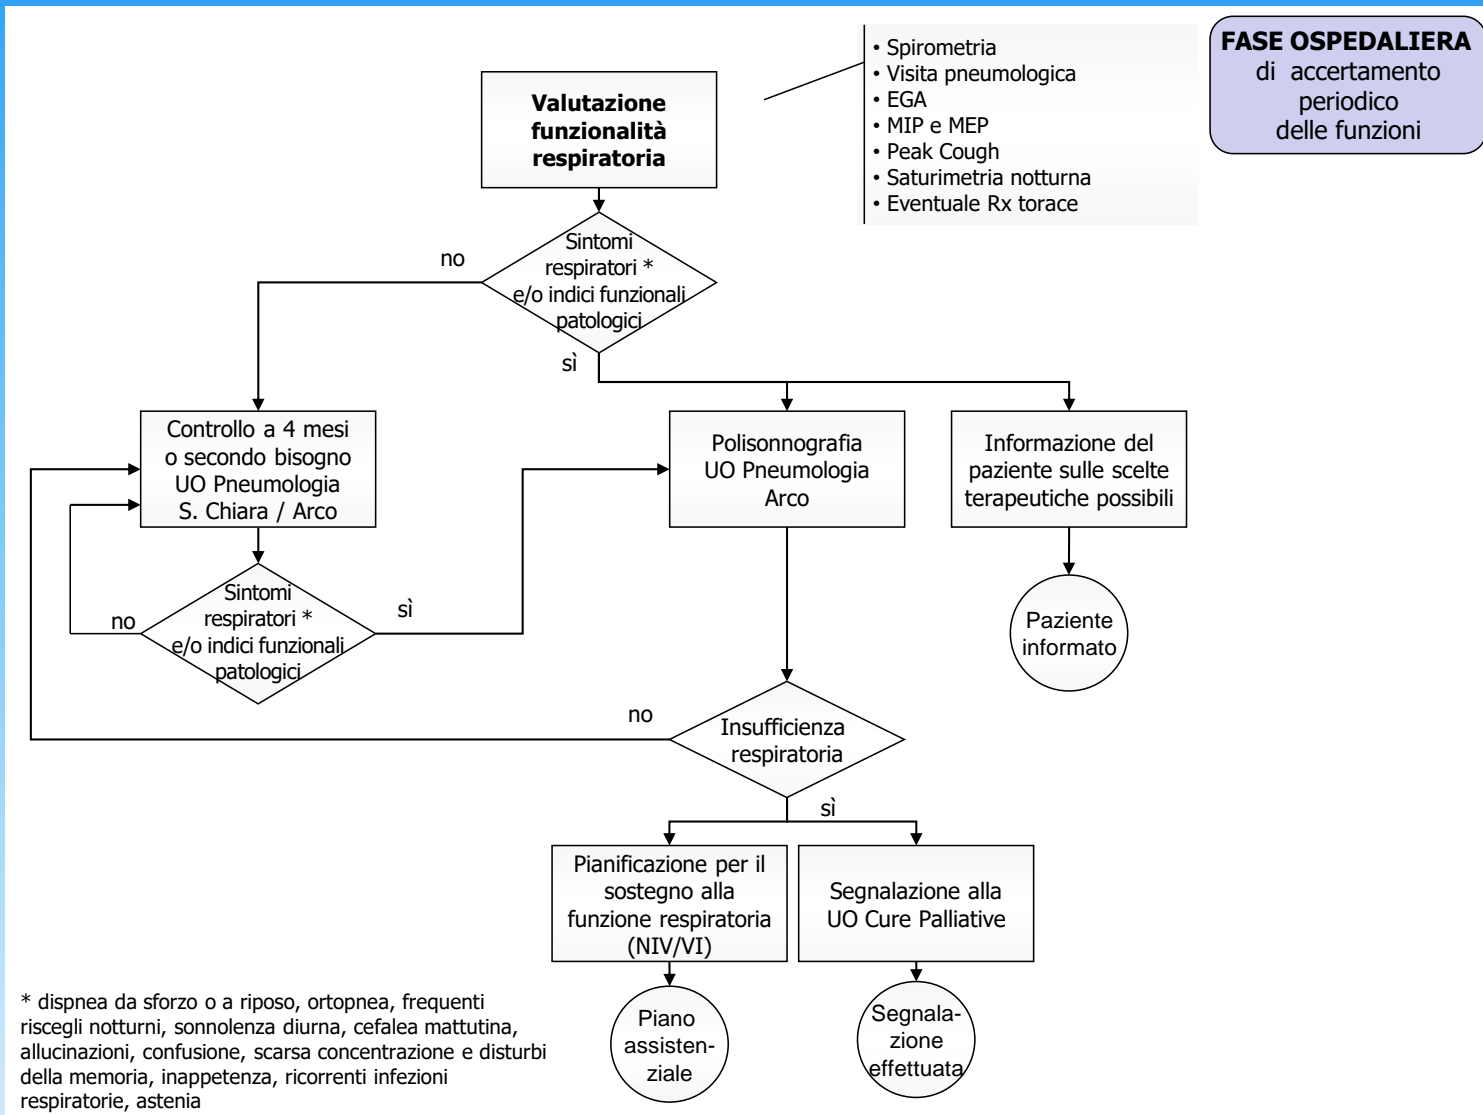 • Spirometria
• Visita pneumologica
• EGA
• MIP e MEP
• Peak Cough
• Saturimetria notturna
• Eventuale Rx torace
FASE OSPEDALIERA
di accertamento
periodico
delle funzioni
Valutazione
funzionalità
respiratoria
Sintomi
respiratori *
e/o indici funzionali
patologici
no
sì
Controllo a 4 mesi
o secondo bisogno
UO Pneumologia
S. Chiara / Arco
Polisonnografia
UO Pneumologia
Arco
Informazione del
paziente sulle scelte
terapeutiche possibili
Sintomi
respiratori *
e/o indici funzionali
patologici
no
sì
Paziente
informato
Insufficienza
respiratoria
no
sì
Pianificazione per il
sostegno alla
funzione respiratoria
(NIV/VI)
Segnalazione alla
UO Cure Palliative
Piano
assisten-
ziale
Segnala-
zione
effettuata
* dispnea da sforzo o a riposo, ortopnea, frequenti
riscegli notturni, sonnolenza diurna, cefalea mattutina,
allucinazioni, confusione, scarsa concentrazione e disturbi
della memoria, inappetenza, ricorrenti infezioni
respiratorie, astenia